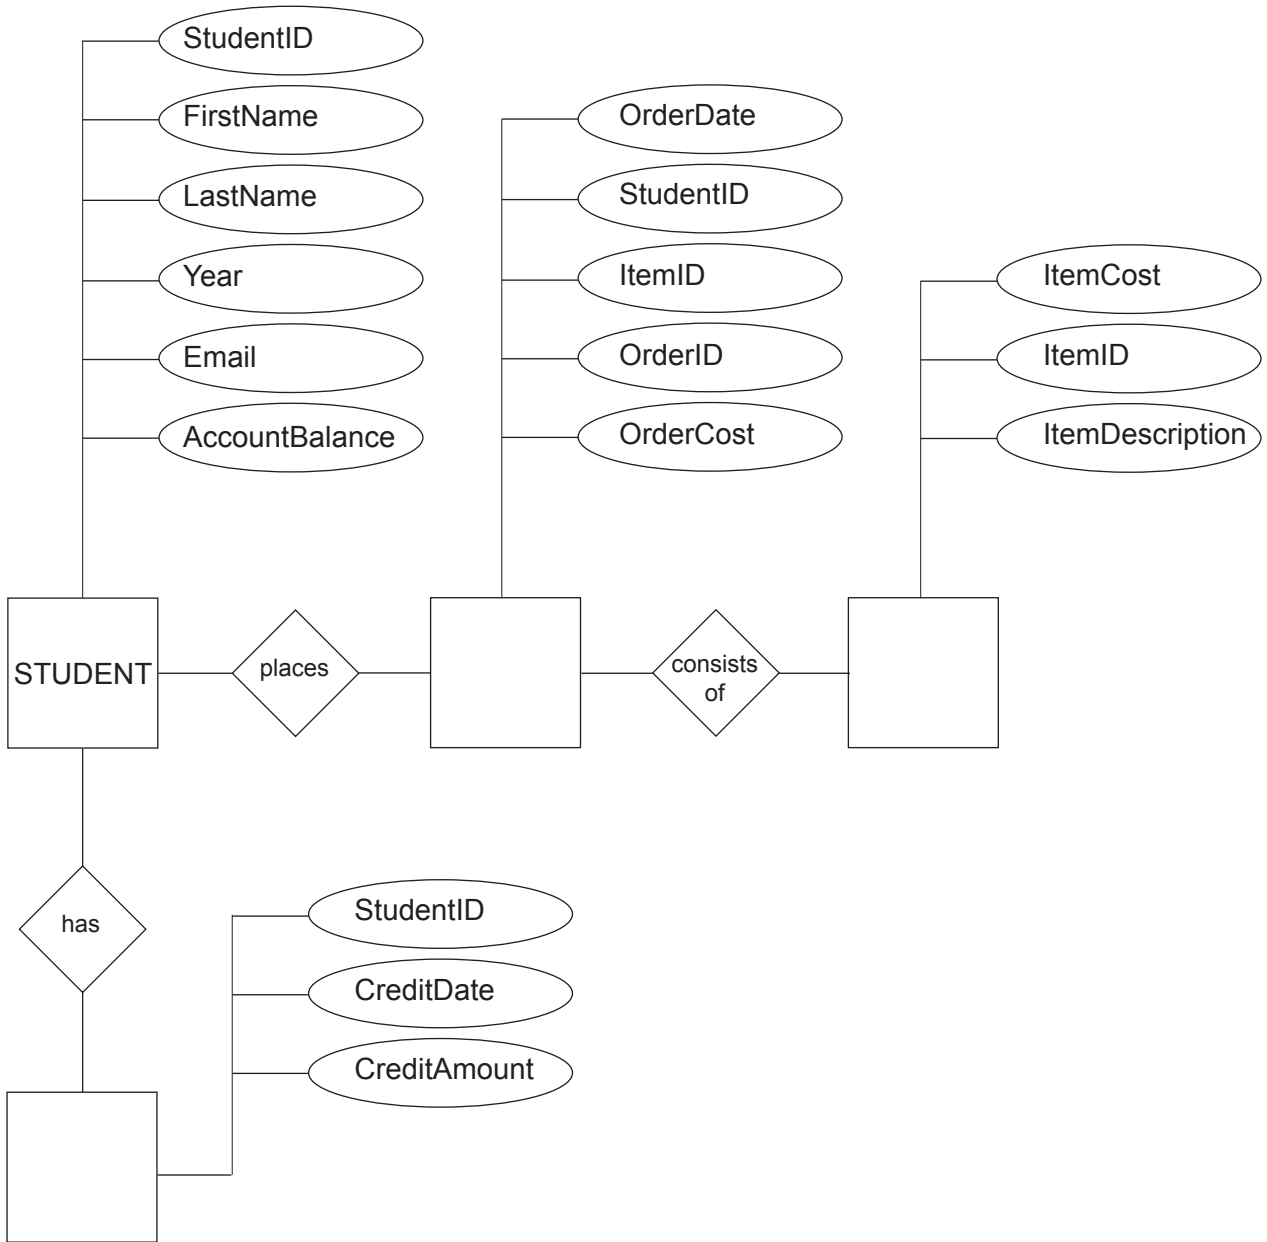 StudentID
FirstName
LastName
Year
Email
AccountBalance
OrderDate
StudentID
ItemID
OrderID
OrderCost
ItemCost
ItemID
ItemDescription
STUDENT
places
consists
of
has
StudentID
CreditDate
CreditAmount